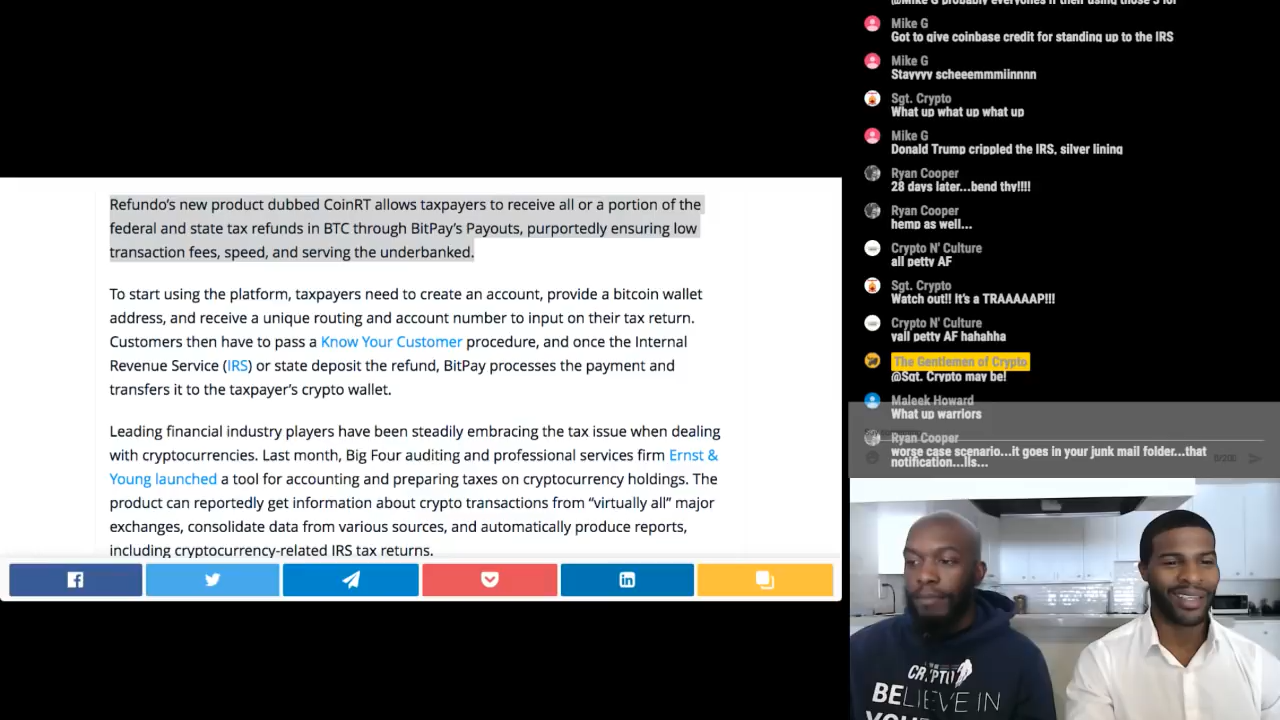 Refundo’s new product dubbed CoinRT allows taxpayers to receive all or a portion of the
federal and state tax refunds in BTC through BitPay’s Payouts, purportedly ensuring low
transaction fees, speed, and serving the underbanked.
To start using the platform, taxpayers need to create an account, provide a bitcoin wallet
address, and receive a unique routing and account number to input on their tax return.
Customers then have to pass a Know Your Customer procedure, and once the Internal
Revenue Service (IRS) or state deposit the refund, BitPay processes the payment and
transfers it to the taxpayer’s crypto wallet.
Leading financial industry players have been steadily embracing the tax issue when dealing
with cryptocurrencies. Last month, Big Four auditing and professional services firm Ernst &
Young launched a tool for accounting and preparing taxes on cryptocurrency holdings. The
product can reportedly get information about crypto transactions from “virtually all” major
exchanges, consolidate data from various sources, and automatically produce reports,
including cryptocurrency-related IRS tax returns.
Mike G
Got to give coinbase credit for standing up to the IRS
Mike G
Stayyvy scheeemmmiinnnn
Sgt. Crypto
What up what up what up
Mike G
Donald Trump crippled the IRS, silver lining
Ryan Cooper
28 days later...bend thy!!!!
Ryan Cooper
hemp as well...
Crypto N' Culture
all petty AF
Sgt. Crypto
Watch out!! it's a TRAAAAAP!!!
Crypto N' Culture
yall petty AF hahahha
The Gentlemen of Crypto
@Sgt. Crypto may be!
Maleek Howard
What up warriors
Ryan Cooper
worse case scenario...it goes in your junk mail folder...that
notification...lls...
0/200
CRYPTO
BELIEVE IN